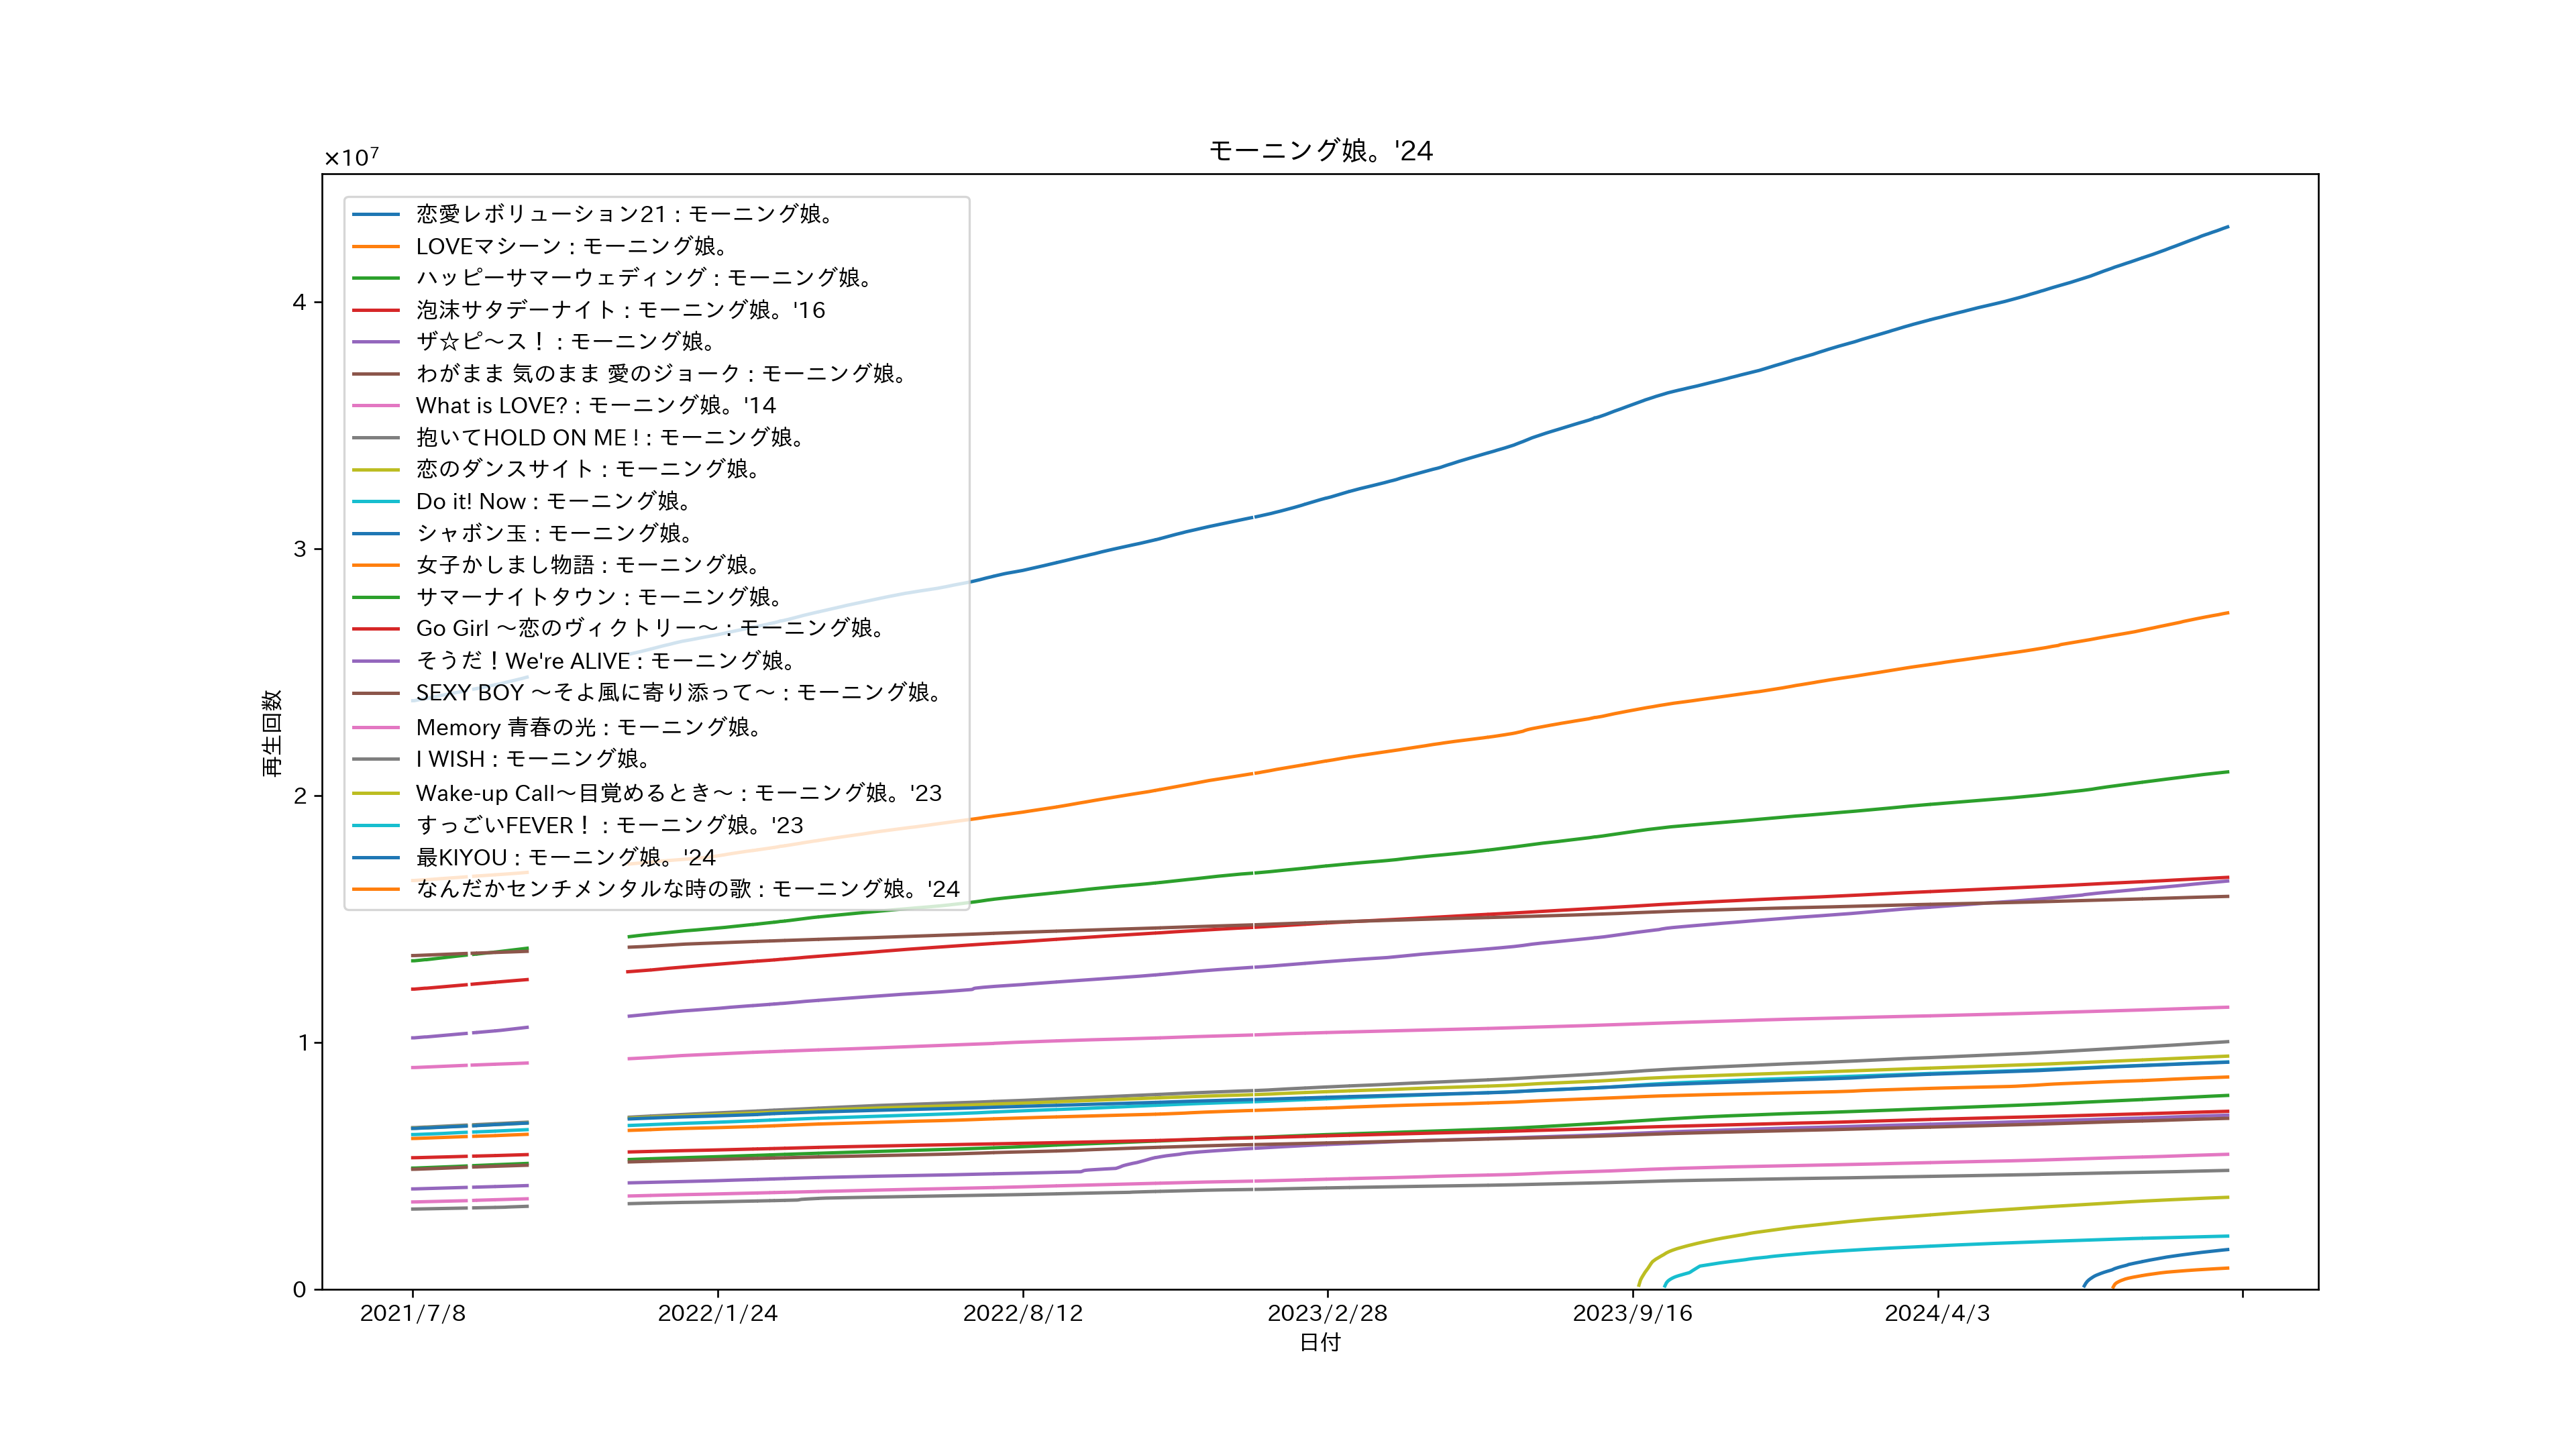 モーニング娘。'24
×10⁷
4
3
2
1
0
再生回数
恋愛レボリューション21 : モーニング娘。
LOVEマシーン : モーニング娘。
ハッピーサマーウェディング : モーニング娘。
泡沫サタデーナイト : モーニング娘。'16
ザ☆ピ〜ス！ : モーニング娘。
わがまま 気のまま 愛のジョーク : モーニング娘。
What is LOVE? : モーニング娘。'14
抱いてHOLD ON ME ! : モーニング娘。
恋のダンスサイト : モーニング娘。
Do it! Now : モーニング娘。
シャボン玉 : モーニング娘。
女子かしまし物語 : モーニング娘。
サマーナイトタウン : モーニング娘。
Go Girl 〜恋のヴィクトリー〜 : モーニング娘。
そうだ！We're ALIVE : モーニング娘。
SEXY BOY 〜そよ風に寄り添って〜 : モーニング娘。
Memory 青春の光 : モーニング娘。
I WISH : モーニング娘。
Wake-up Call〜目覚めるとき〜 : モーニング娘。'23
すっごいFEVER！ : モーニング娘。'23
最KIYOU : モーニング娘。'24
なんだかセンチメンタルな時の歌 : モーニング娘。'24
2021/7/8 2022/1/24 2022/8/12 2023/2/28 2023/9/16 2024/4/3
日付